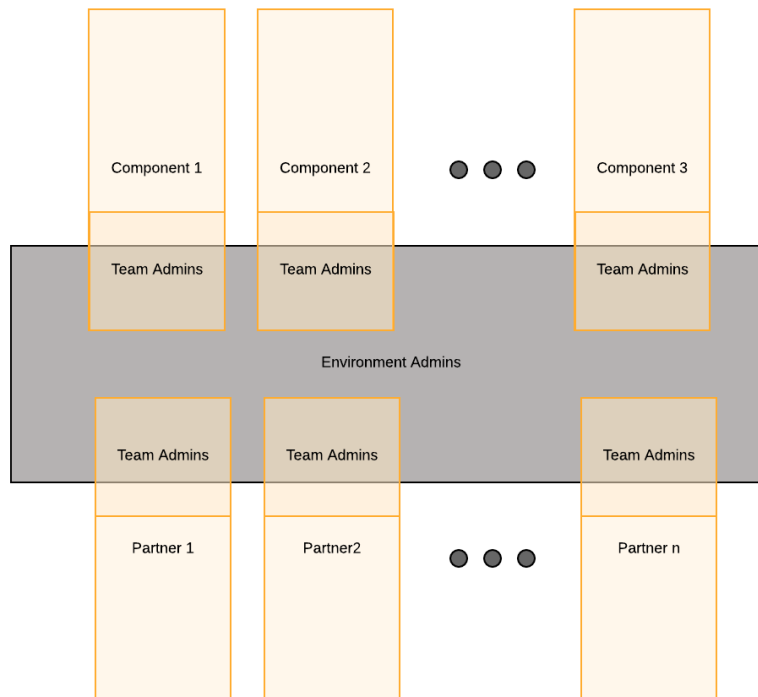 Component 1
Component 2
Component 3
Team Admins
Team Admins
Team Admins
Environment Admins
Team Admins
Team Admins
Team Admins
Partner 1
Partner2
Partner n